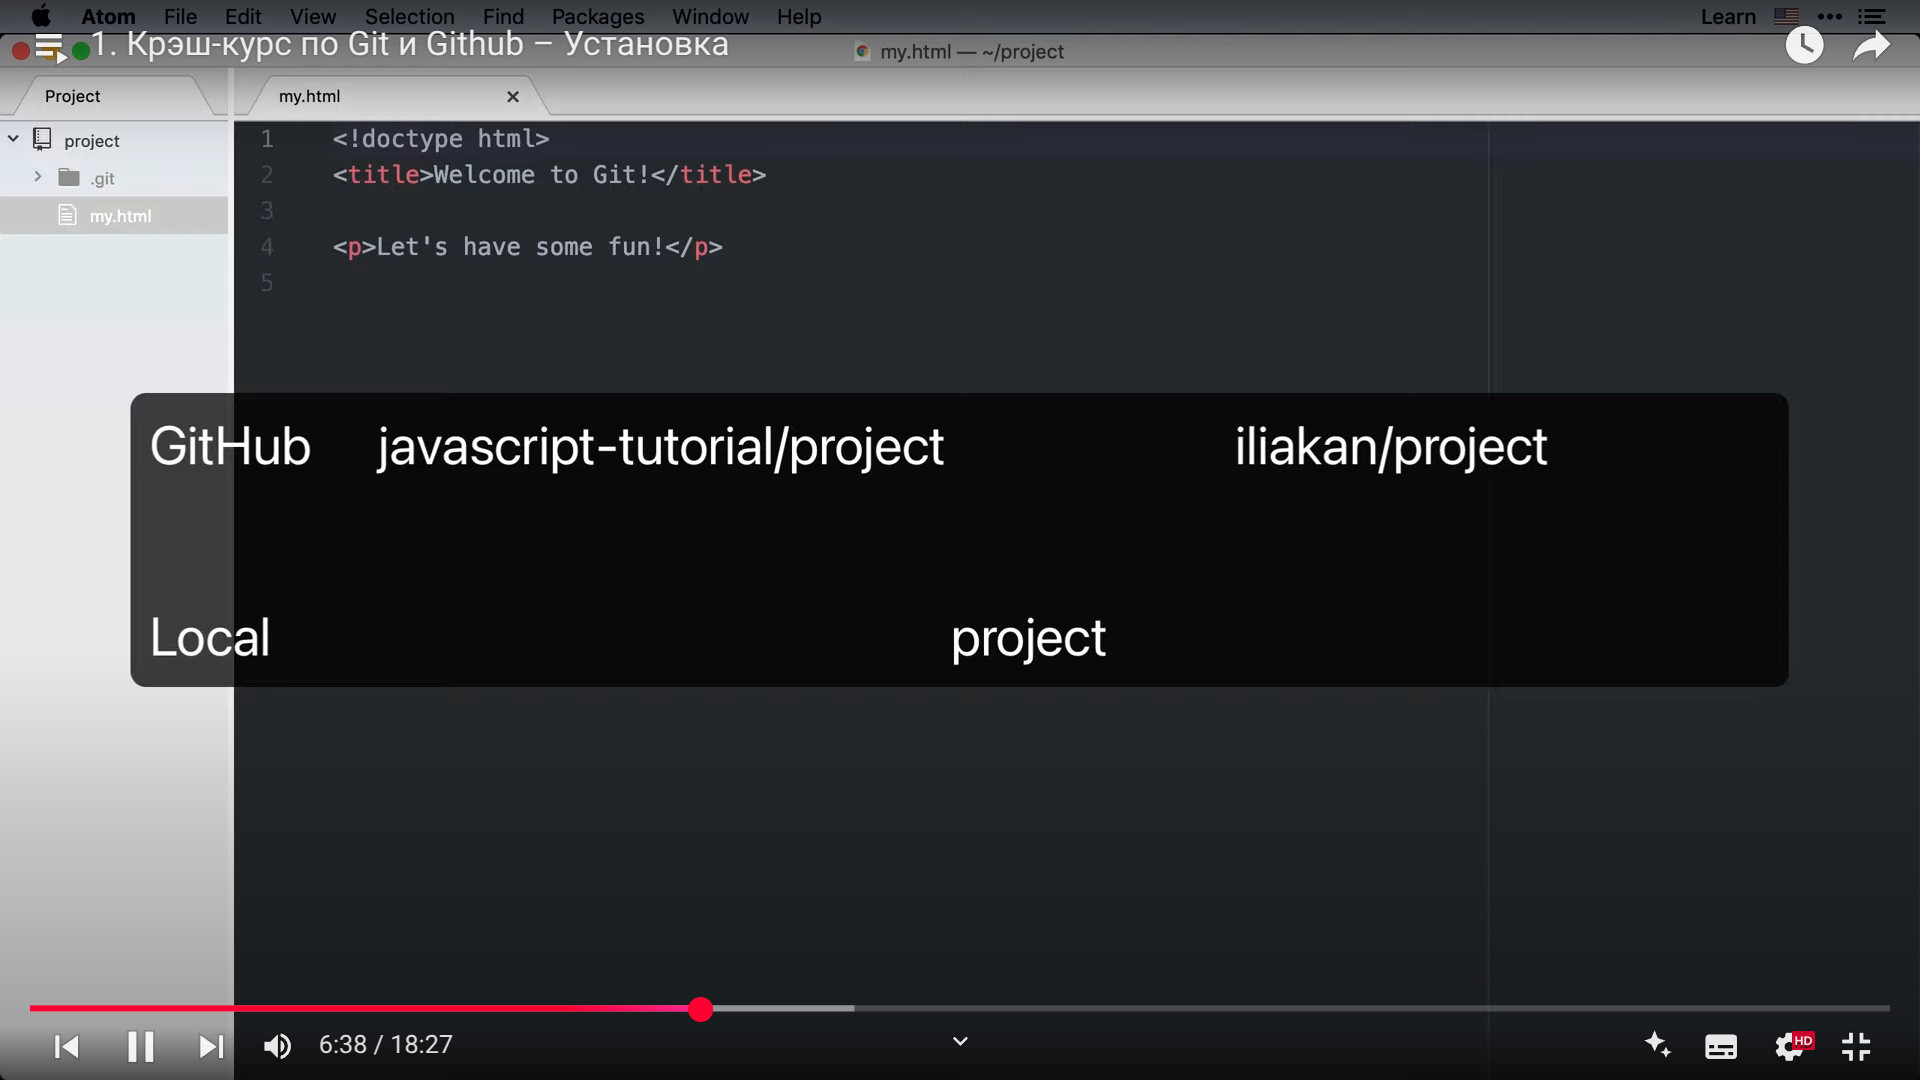 Atom File Edit View Selection Find Packages Window Help Learn
1. Крэш-курс по Git и Github – Установка
my.html — ~/project
Project
my.html
project
.git
my.html
1 <!doctype html>
2 <title>Welcome to Git!</title>
3
4 <p>Let's have some fun!</p>
5
GitHub javascript-tutorial/project iliakan/project
Local project
6:38 / 18:27
HD